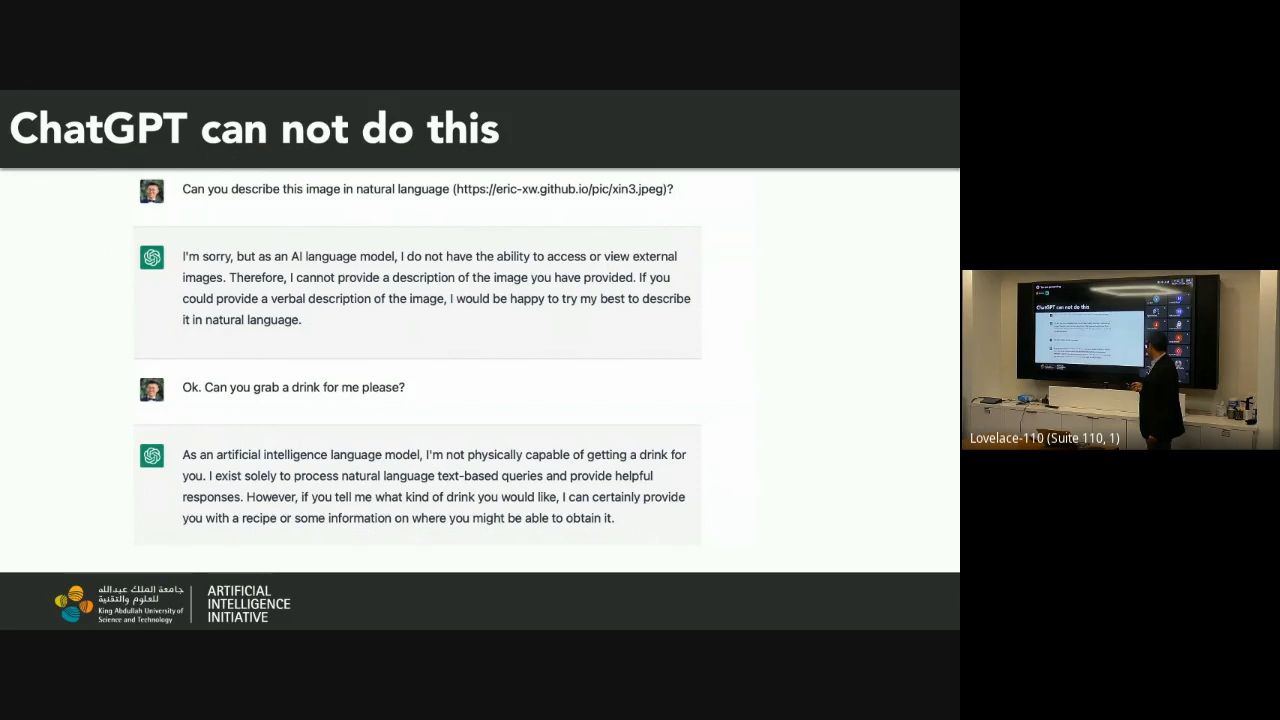 ChatGPT can not do this
Can you describe this image in natural language (https://eric-xw.github.io/pic/xin3.jpeg)?
I'm sorry, but as an AI language model, I do not have the ability to access or view external
images. Therefore, I cannot provide a description of the image you have provided. If you
could provide a verbal description of the image, I would be happy to try my best to describe
it in natural language.
Ok. Can you grab a drink for me please?
As an artificial intelligence language model, I'm not physically capable of getting a drink for
you. I exist solely to process natural language text-based queries and provide helpful
responses. However, if you tell me what kind of drink you would like, I can certainly provide
you with a recipe or some information on where you might be able to obtain it.
جامعة الملك عبدالله
للعلوم والتقنية
King Abdullah University of
Science and Technology
ARTIFICIAL
INTELLIGENCE
INITIATIVE
ChatGPT can not do this
Lovelace-110 (Suite 110, 1)